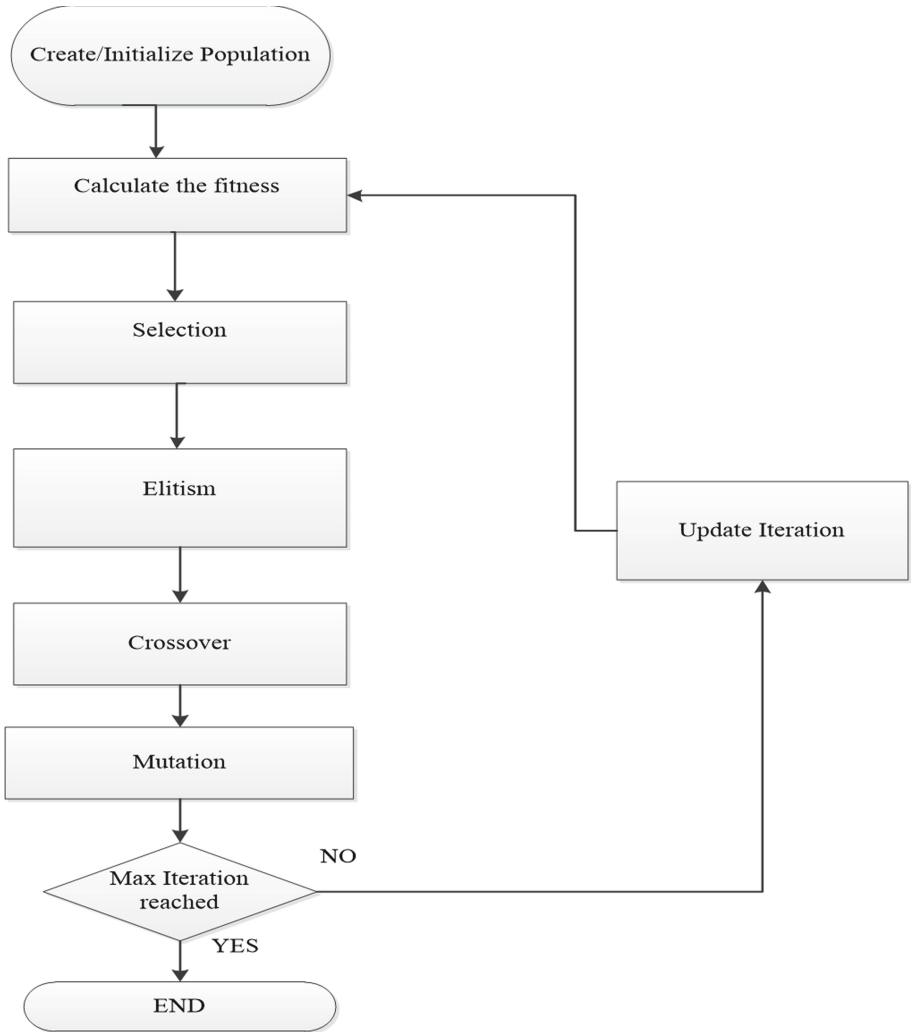 Create/Initialize Population
Calculate the fitness
Selection
Elitism
Update Iteration
Crossover
Mutation
NO
Max Iteration
reached
YES
END